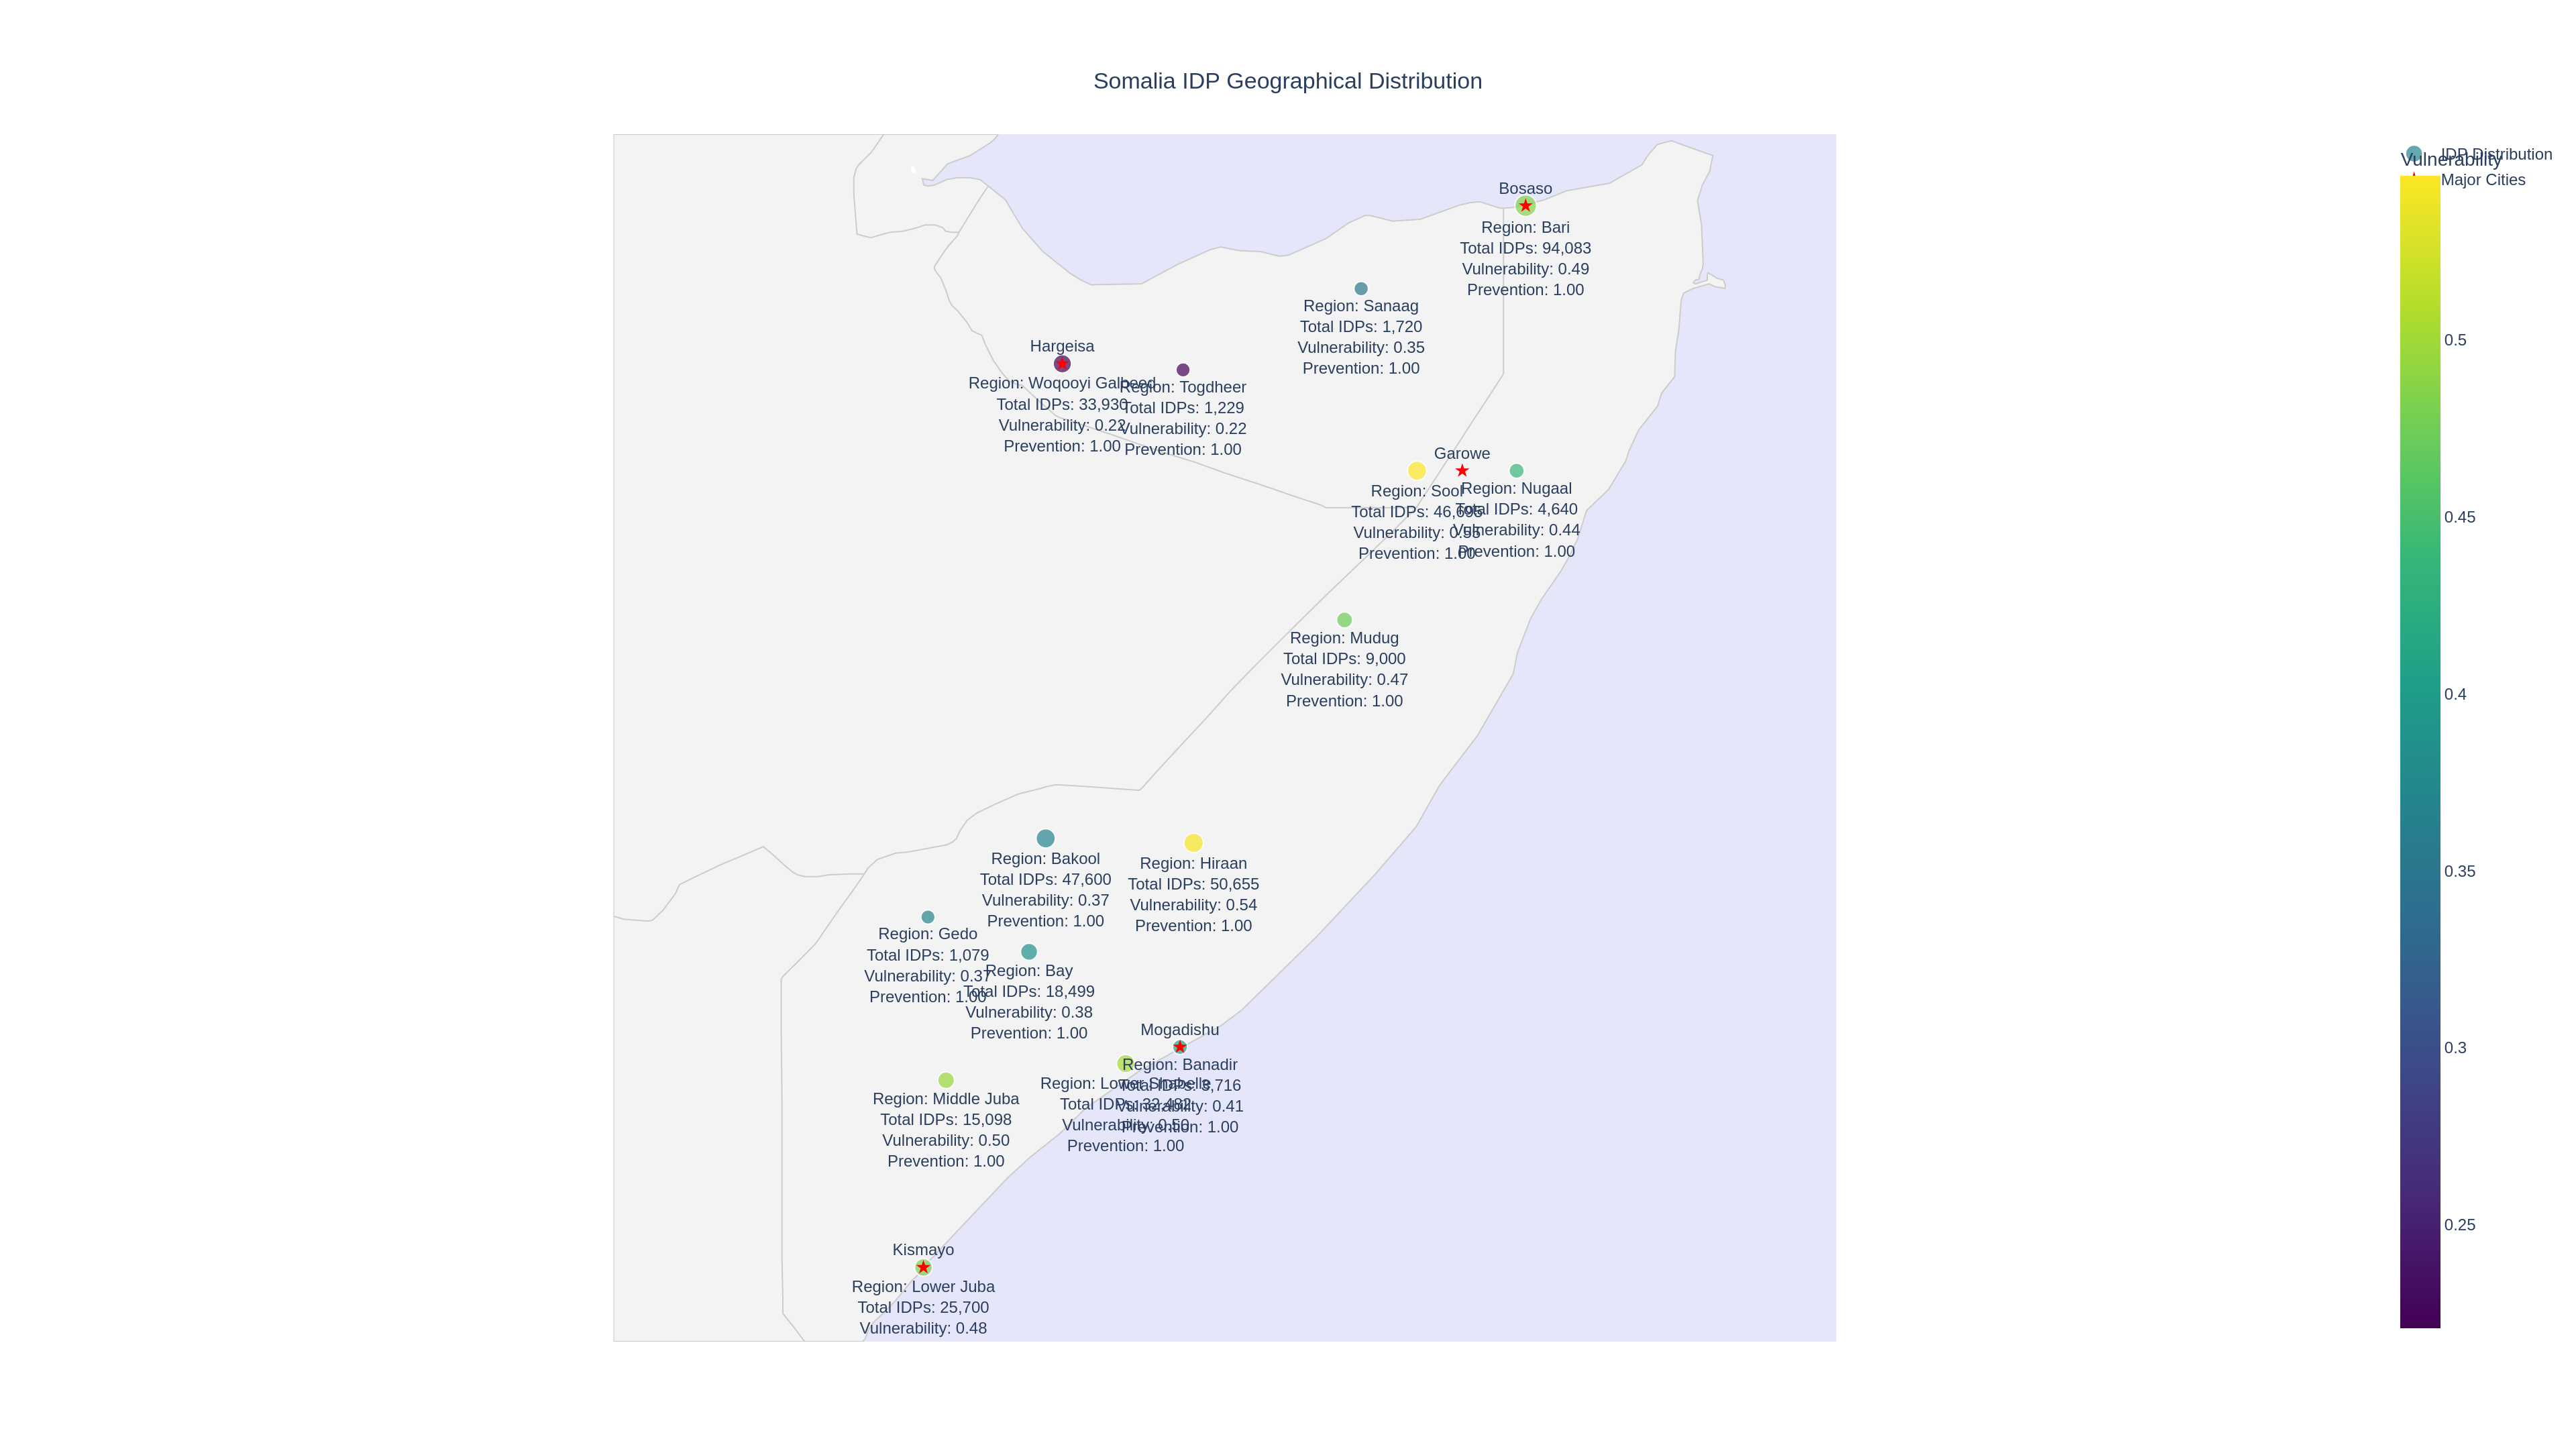 Somalia IDP Geographical Distribution
IDP Distribution
Vulnerability
Major Cities
0.5
0.45
0.4
0.35
0.3
0.25
Bosaso
Region: Bari
Total IDPs: 94,083
Vulnerability: 0.49
Prevention: 1.00
Region: Sanaag
Total IDPs: 1,720
Vulnerability: 0.35
Prevention: 1.00
Hargeisa
Region: Woqooyi Galbeed
Total IDPs: 33,930
Vulnerability: 0.22
Prevention: 1.00
Region: Togdheer
Total IDPs: 1,229
Vulnerability: 0.22
Prevention: 1.00
Garowe
Region: Sool
Total IDPs:
Vulnerability: 0.55
Prevention: 1.00
Region: Nugaal
Total IDPs: 4,640
Vulnerability: 0.44
Prevention: 1.00
Region: Mudug
Total IDPs: 9,000
Vulnerability: 0.47
Prevention: 1.00
Region: Bakool
Total IDPs: 47,600
Vulnerability: 0.37
Prevention: 1.00
Region: Hiraan
Total IDPs: 50,655
Vulnerability: 0.54
Prevention: 1.00
Region: Gedo
Total IDPs: 1,079
Vulnerability: 0.37
Prevention: 1.00
Region: Bay
Total IDPs: 18,499
Vulnerability: 0.38
Prevention: 1.00
Mogadishu
Region: Banadir
Total IDPs: 3,716
Vulnerability: 0.41
Prevention: 1.00
Region: Lower Shabelle
Total IDPs: 32,482
Vulnerability: 0.50
Prevention: 1.00
Region: Middle Juba
Total IDPs: 15,098
Vulnerability: 0.50
Prevention: 1.00
Kismayo
Region: Lower Juba
Total IDPs: 25,700
Vulnerability: 0.48